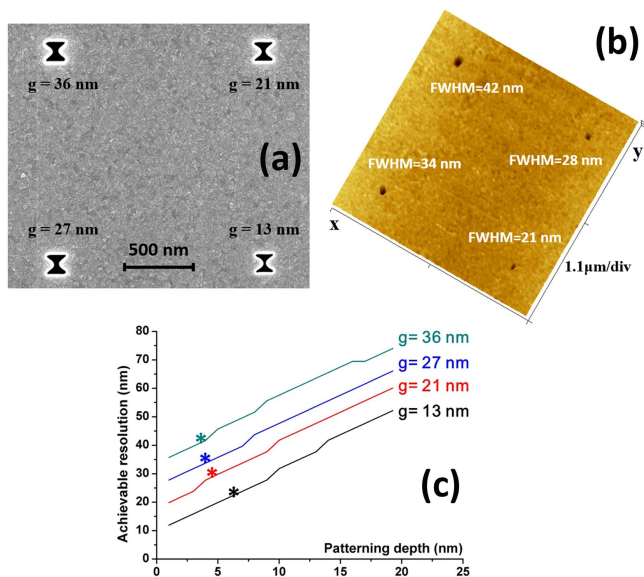 g = 36 nm
g = 21 nm
(a)
g = 27 nm
g = 13 nm
500 nm
(b)
FWHM=42 nm
FWHM=28 nm
FWHM=34 nm
FWHM=21 nm
x
y
1.1µm/div
Achievable resolution (nm)
80
70
60
50
40
30
20
10
0
g= 36 nm
g= 27 nm
g= 21 nm
g= 13 nm
*
*
*
*
(c)
Patterning depth (nm)
0
5
10
15
20
25